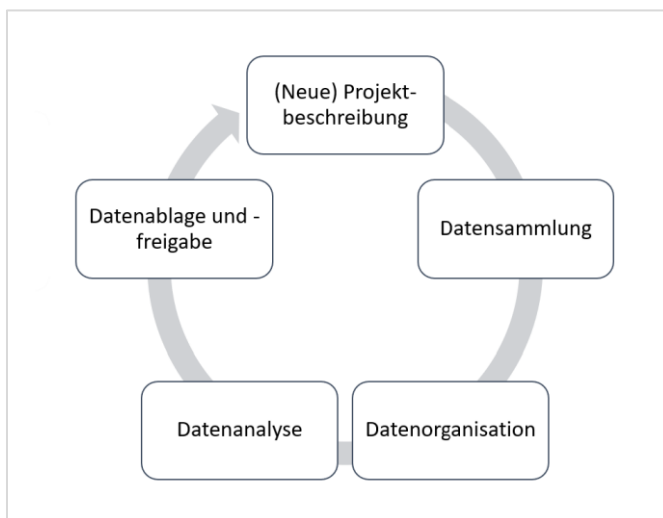 (Neue) Projekt-
beschreibung
Datensammlung
Datenorganisation
Datenanalyse
Datenablage und -
freigabe